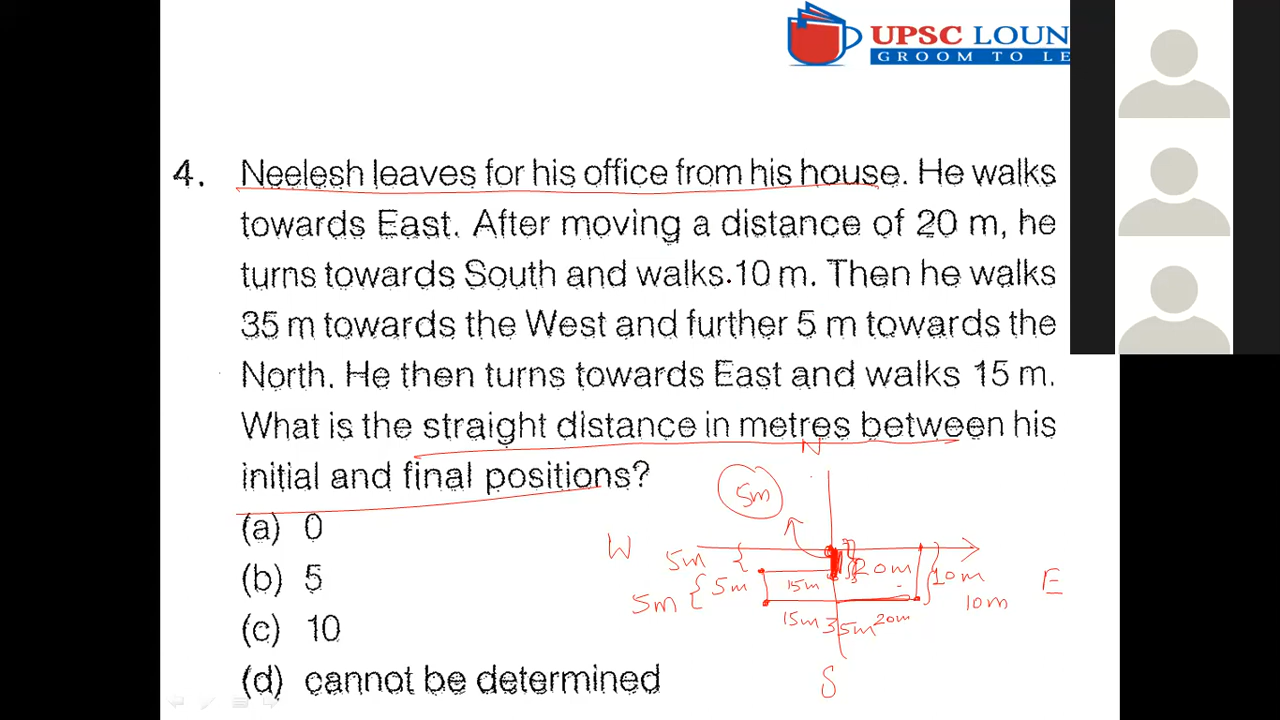 UPSC LOUN
GROOM TO LE
4. Neelesh leaves for his office from his house. He walks
towards East. After moving a distance of 20 m, he
turns towards South and walks 10 m. Then he walks
35 m towards the West and further 5 m towards the
North. He then turns towards East and walks 15 m.
What is the straight distance in metres between his
initial and final positions?
(a) 0
(b) 5
(c) 10
(d) cannot be determined
N
5m
W
5m
20m
5m
15m
10m
E
5m
10m
15m
35m
20m
S